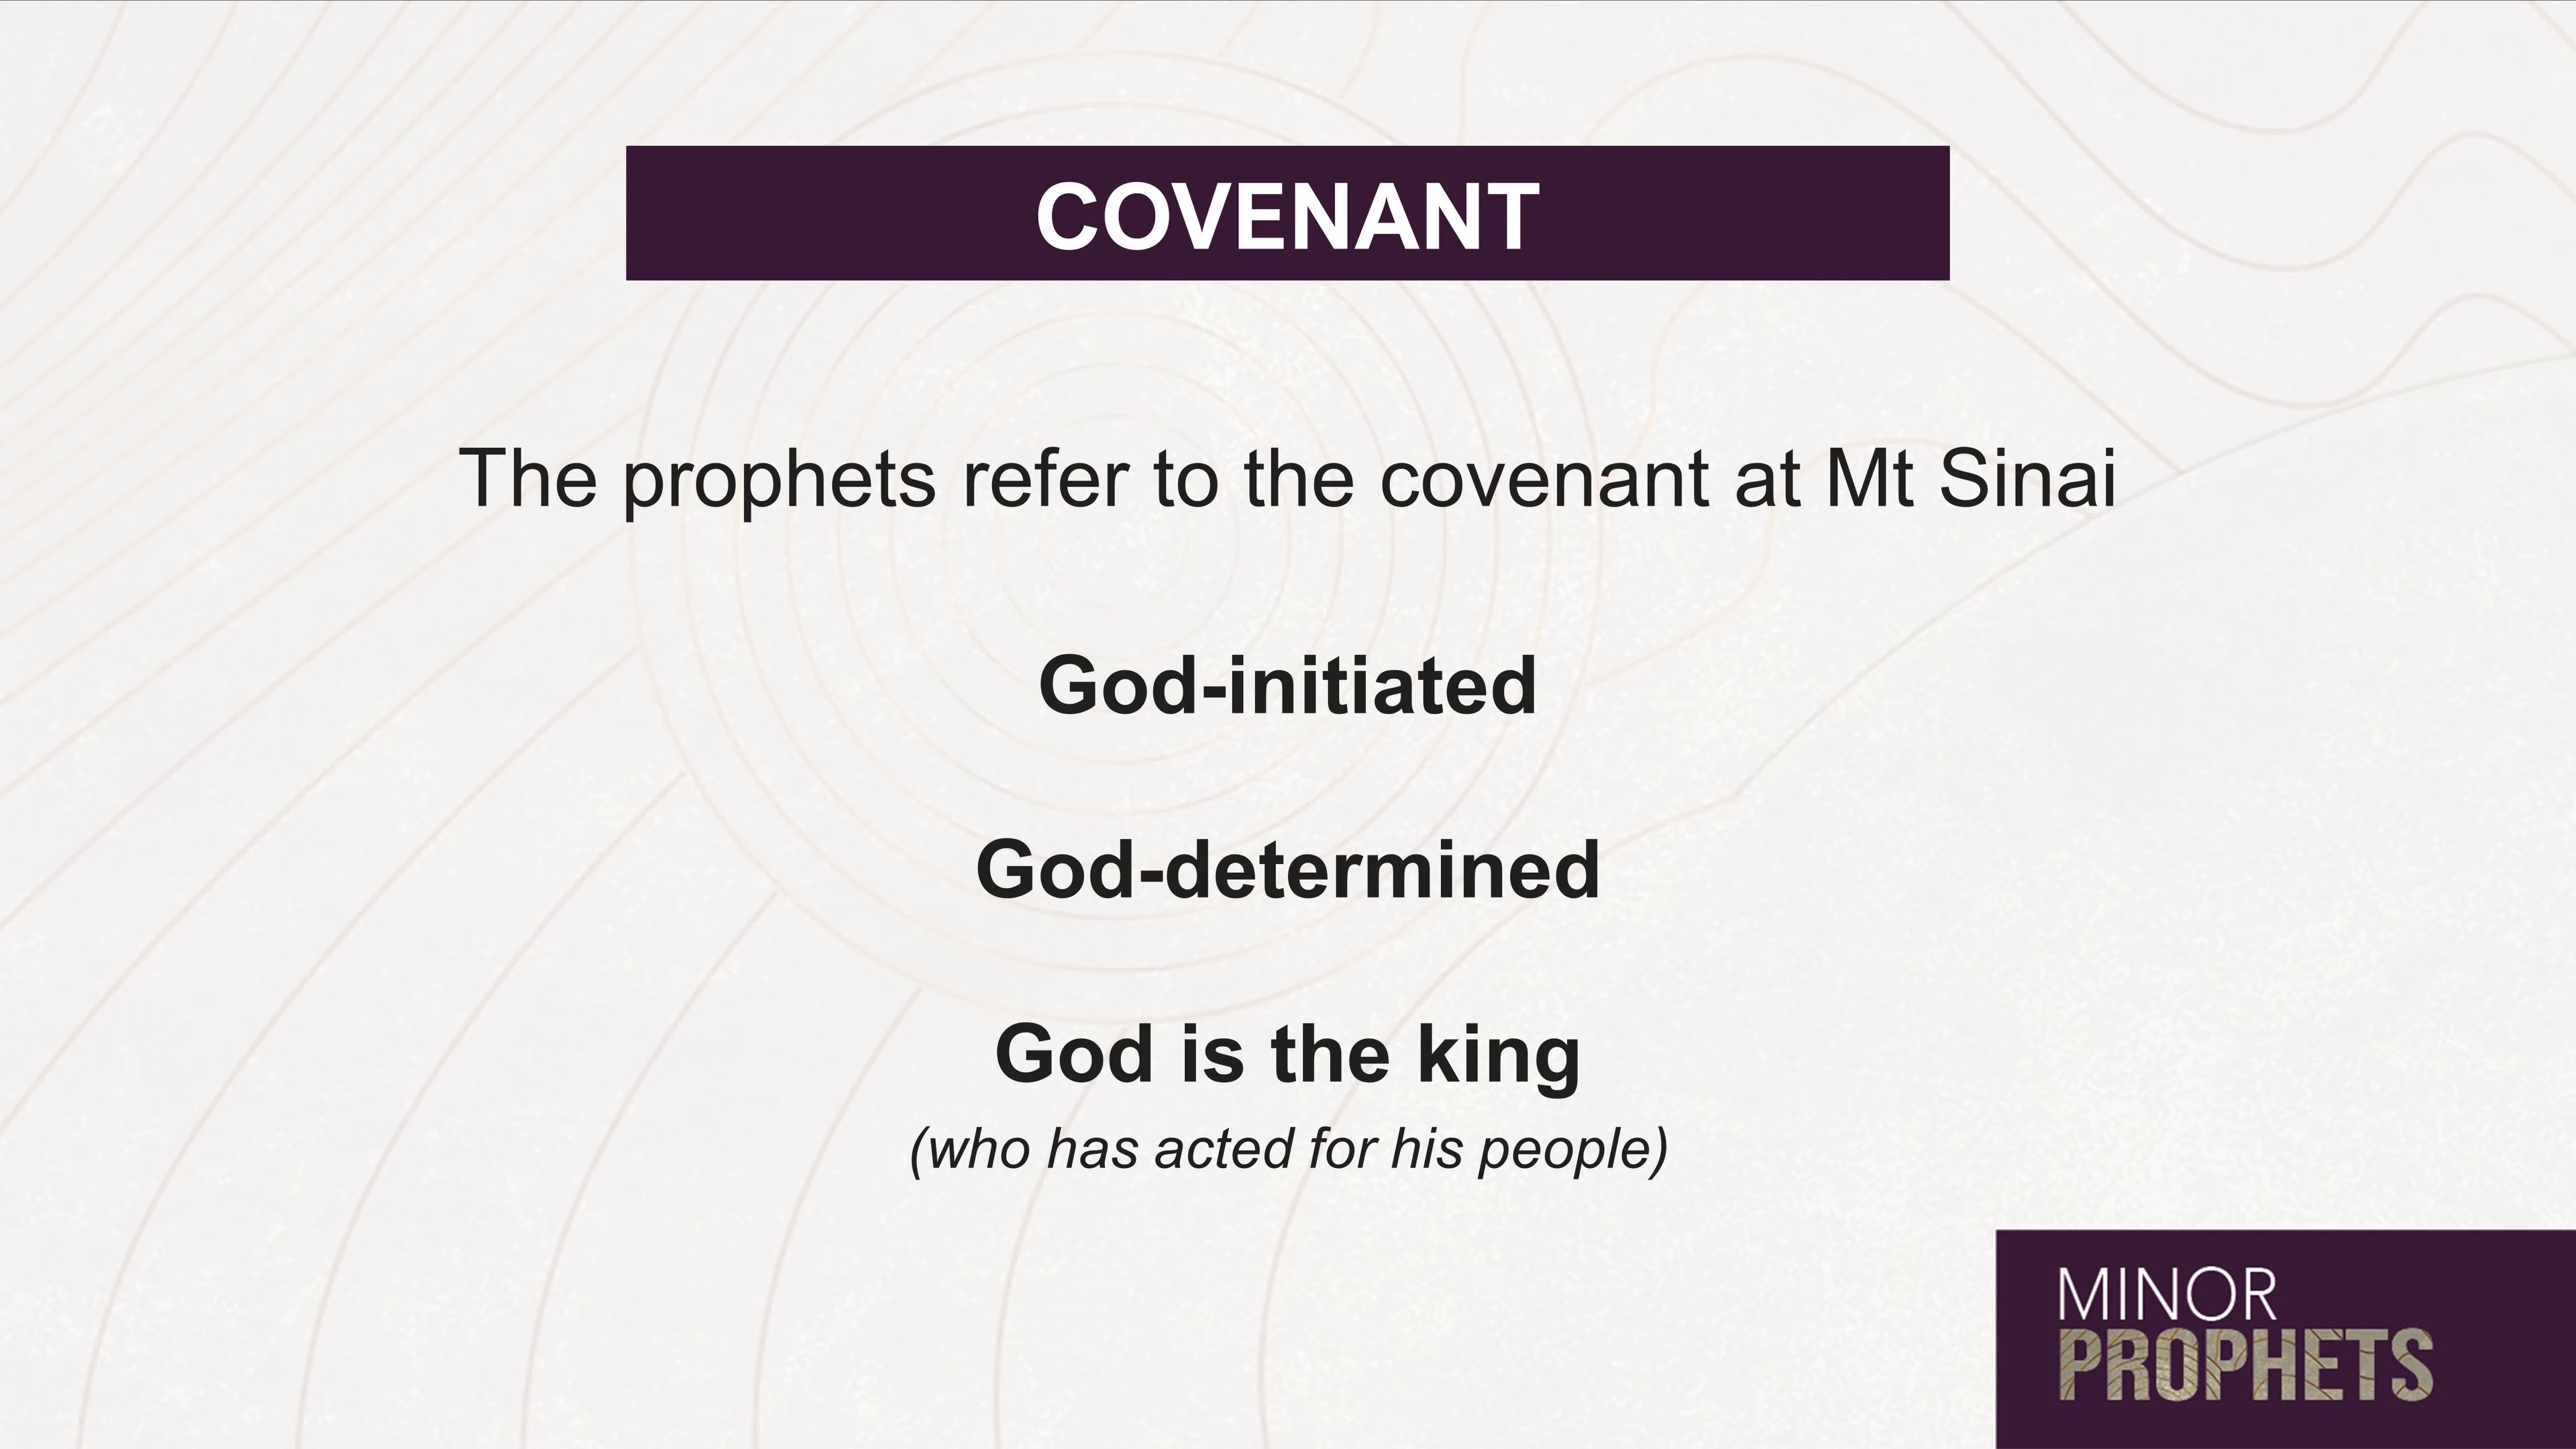 COVENANT
The prophets refer to the covenant at Mt Sinai
God-initiated
God-determined
God is the king
(who has acted for his people)
MINOR
PROPHETS